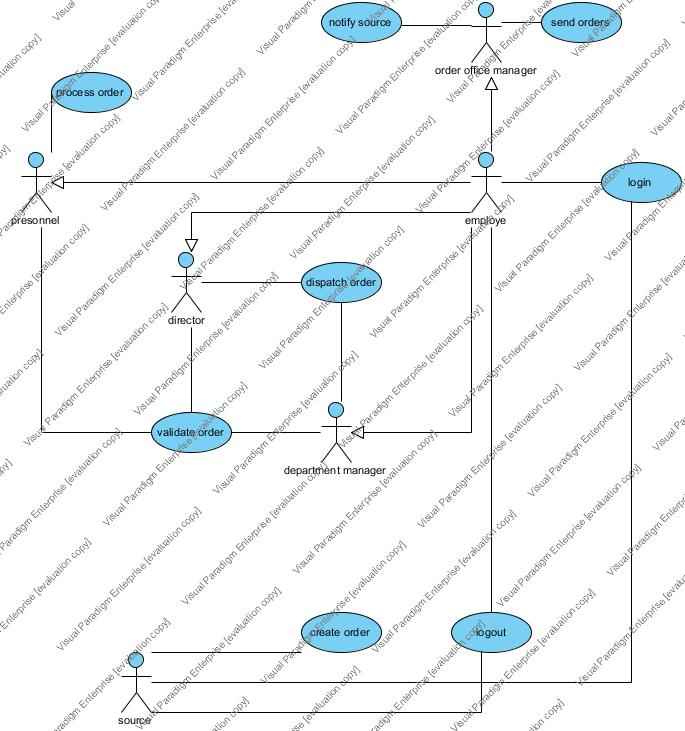 notify source
send orders
order office manager
process order
presonnel
employe
login
director
dispatch order
validate order
department manager
create order
logout
source
Visual Paradigm Enterprise [evaluation copy]